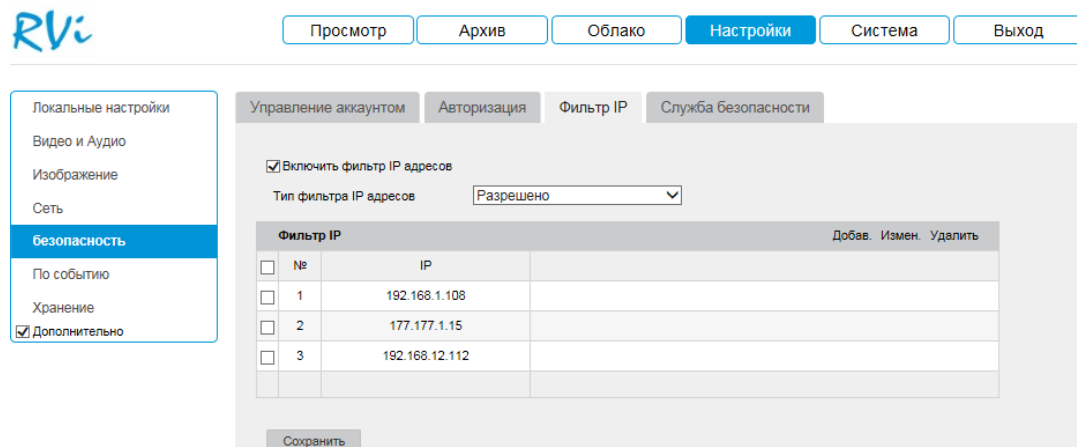 RVi
Просмотр Архив Облако Настройки Система Выход
Локальные настройки
Видео и Аудио
Изображение
Сеть
безопасность
По событию
Хранение
Дополнительно
Управление аккаунтом Авторизация Фильтр IP Служба безопасности
Включить фильтр IP адресов
Тип фильтра IP адресов Разрешено
Фильтр IP Добав. Измен. Удалить
№ IP
1 192.168.1.108
2 177.177.1.15
3 192.168.12.112
Сохранить